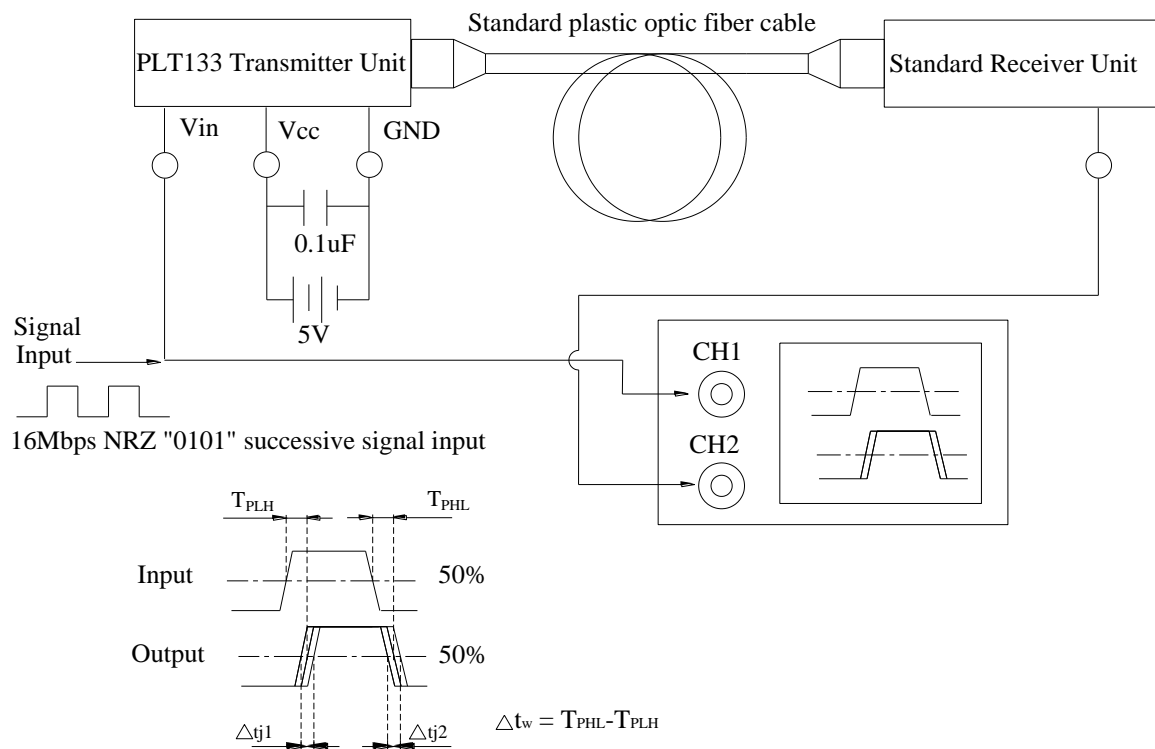 Standard plastic optic fiber cable
PLT133 Transmitter Unit
Standard Receiver Unit
Vin
Vcc
GND
0.1uF
5V
Signal
Input
CH1
16Mbps NRZ "0101" successive signal input
CH2
TPLH
TPHL
Input
50%
Output
50%
△tj1
△tj2
△tw = TPHL-TPLH